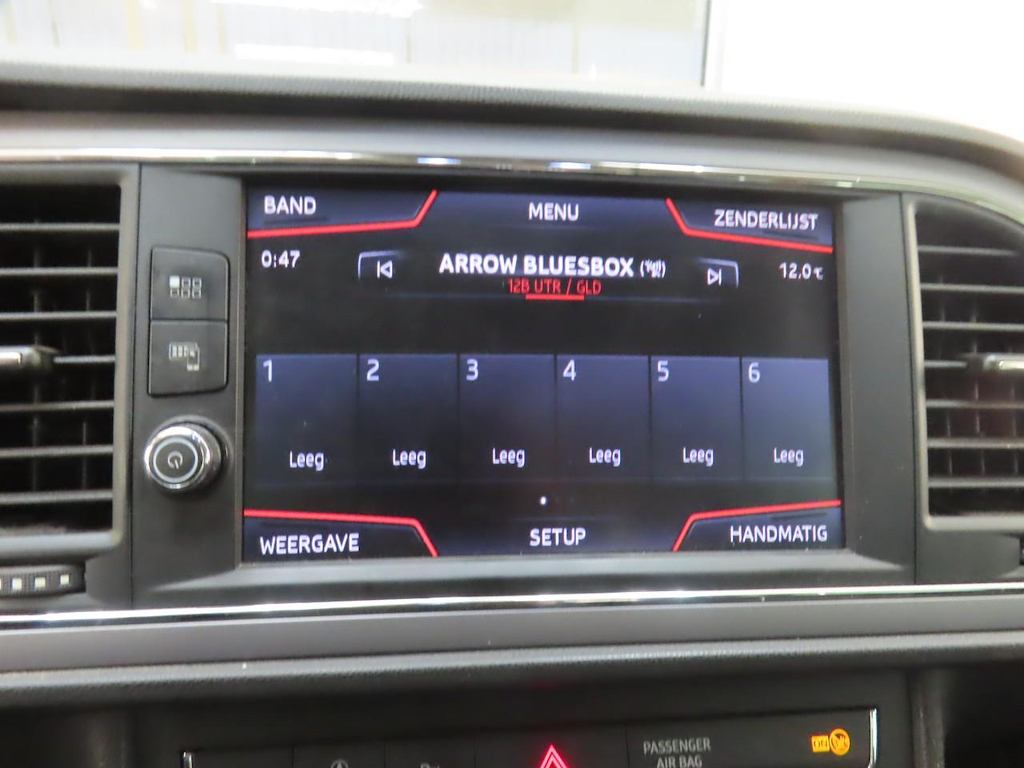 BAND
MENU
ZENDERLIJST
0:47
ARROW BLUESBOX
12,0°C
12B UTR / GLD
1
2
3
4
5
6
Leeg
Leeg
Leeg
Leeg
Leeg
Leeg
WEERGAVE
SETUP
HANDMATIG
PASSENGER
AIR BAG
ON